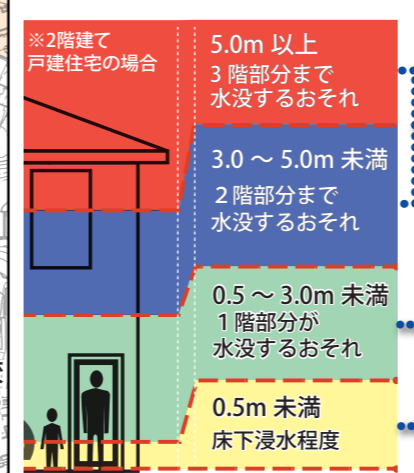 ※2階建て
戸建住宅の場合
5.0m 以上
3 階部分まで
水没するおそれ
3.0 ～ 5.0m 未満
２階部分まで
水没するおそれ
0.5 ～ 3.0m 未満
１階部分が
水没するおそれ
0.5m 未満
床下浸水程度